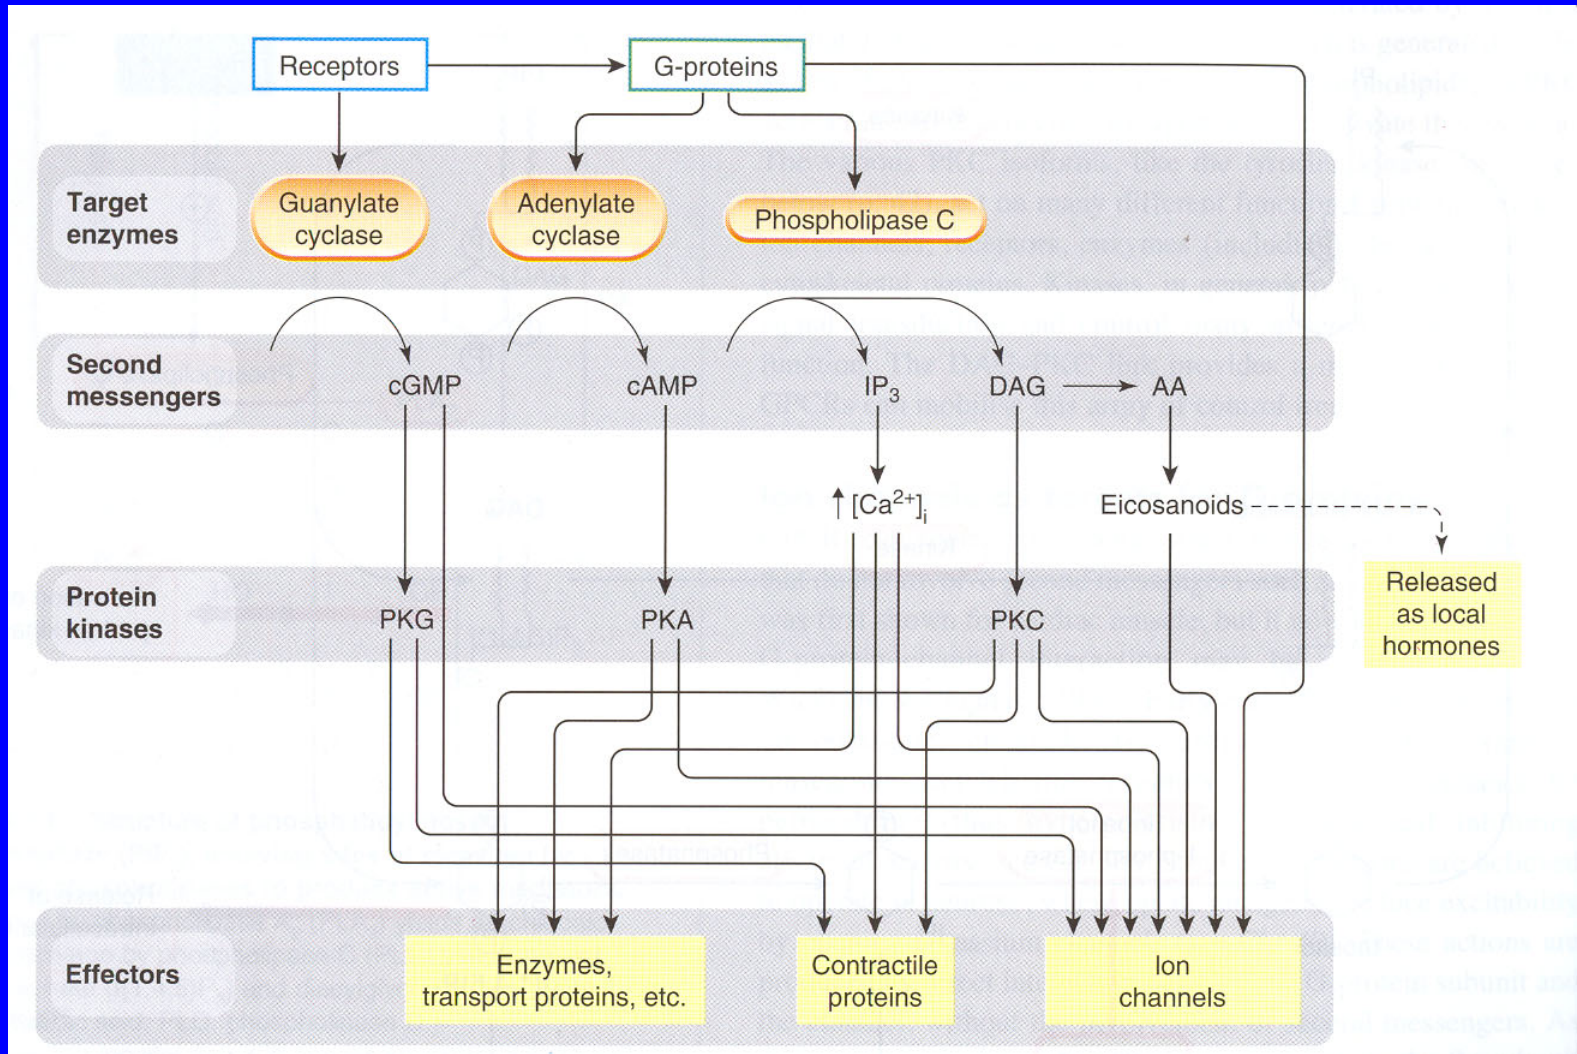 Receptors
G-proteins
Target
enzymes
Guanylate
cyclase
Adenylate
cyclase
Phospholipase C
Second
messengers
cGMP
cAMP
IP₃
DAG
AA
↑ [Ca²⁺]ᵢ
Eicosanoids
Protein
kinases
PKG
PKA
PKC
Released
as local
hormones
Effectors
Enzymes,
transport proteins, etc.
Contractile
proteins
Ion
channels